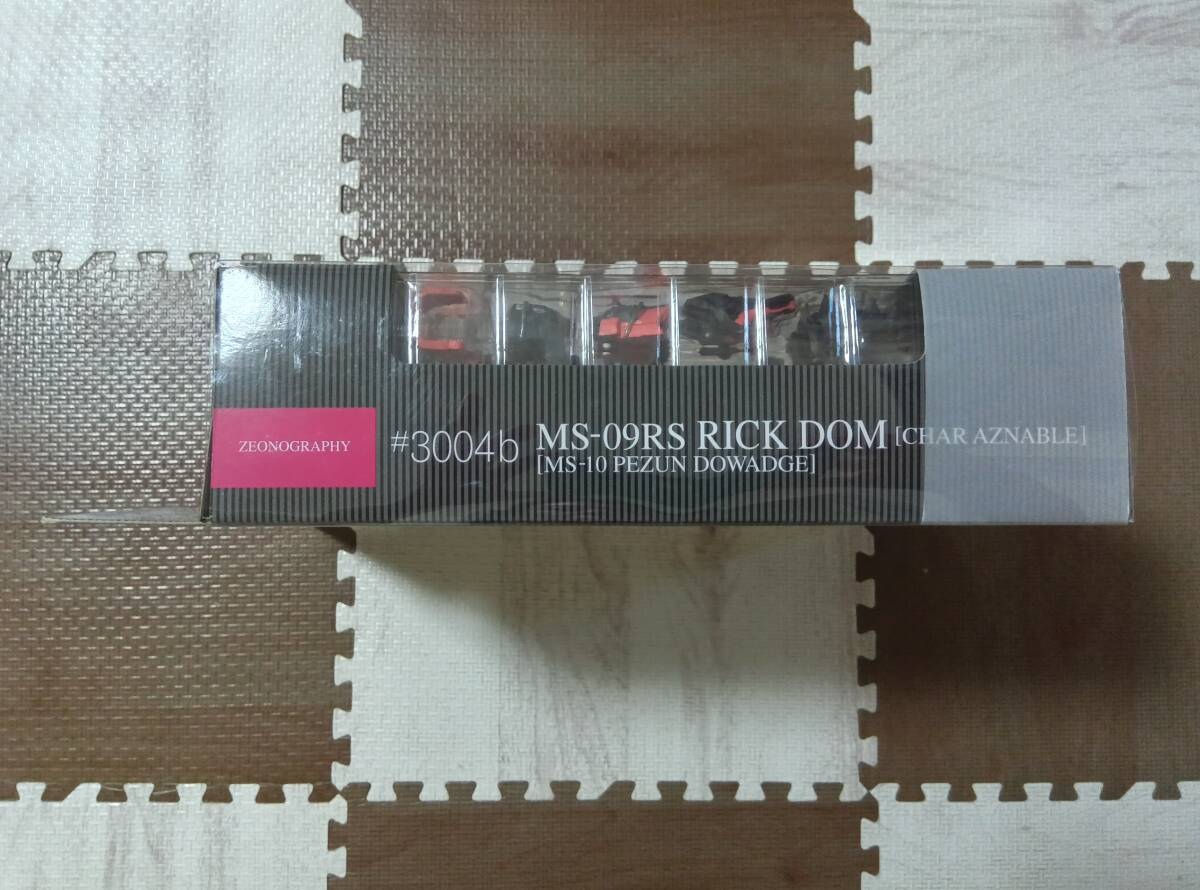 ZEONOGRAPHY
#3004b
MS-09RS RICK DOM [CHAR AZNABLE]
[MS-10 PEZUN DOWADGE]